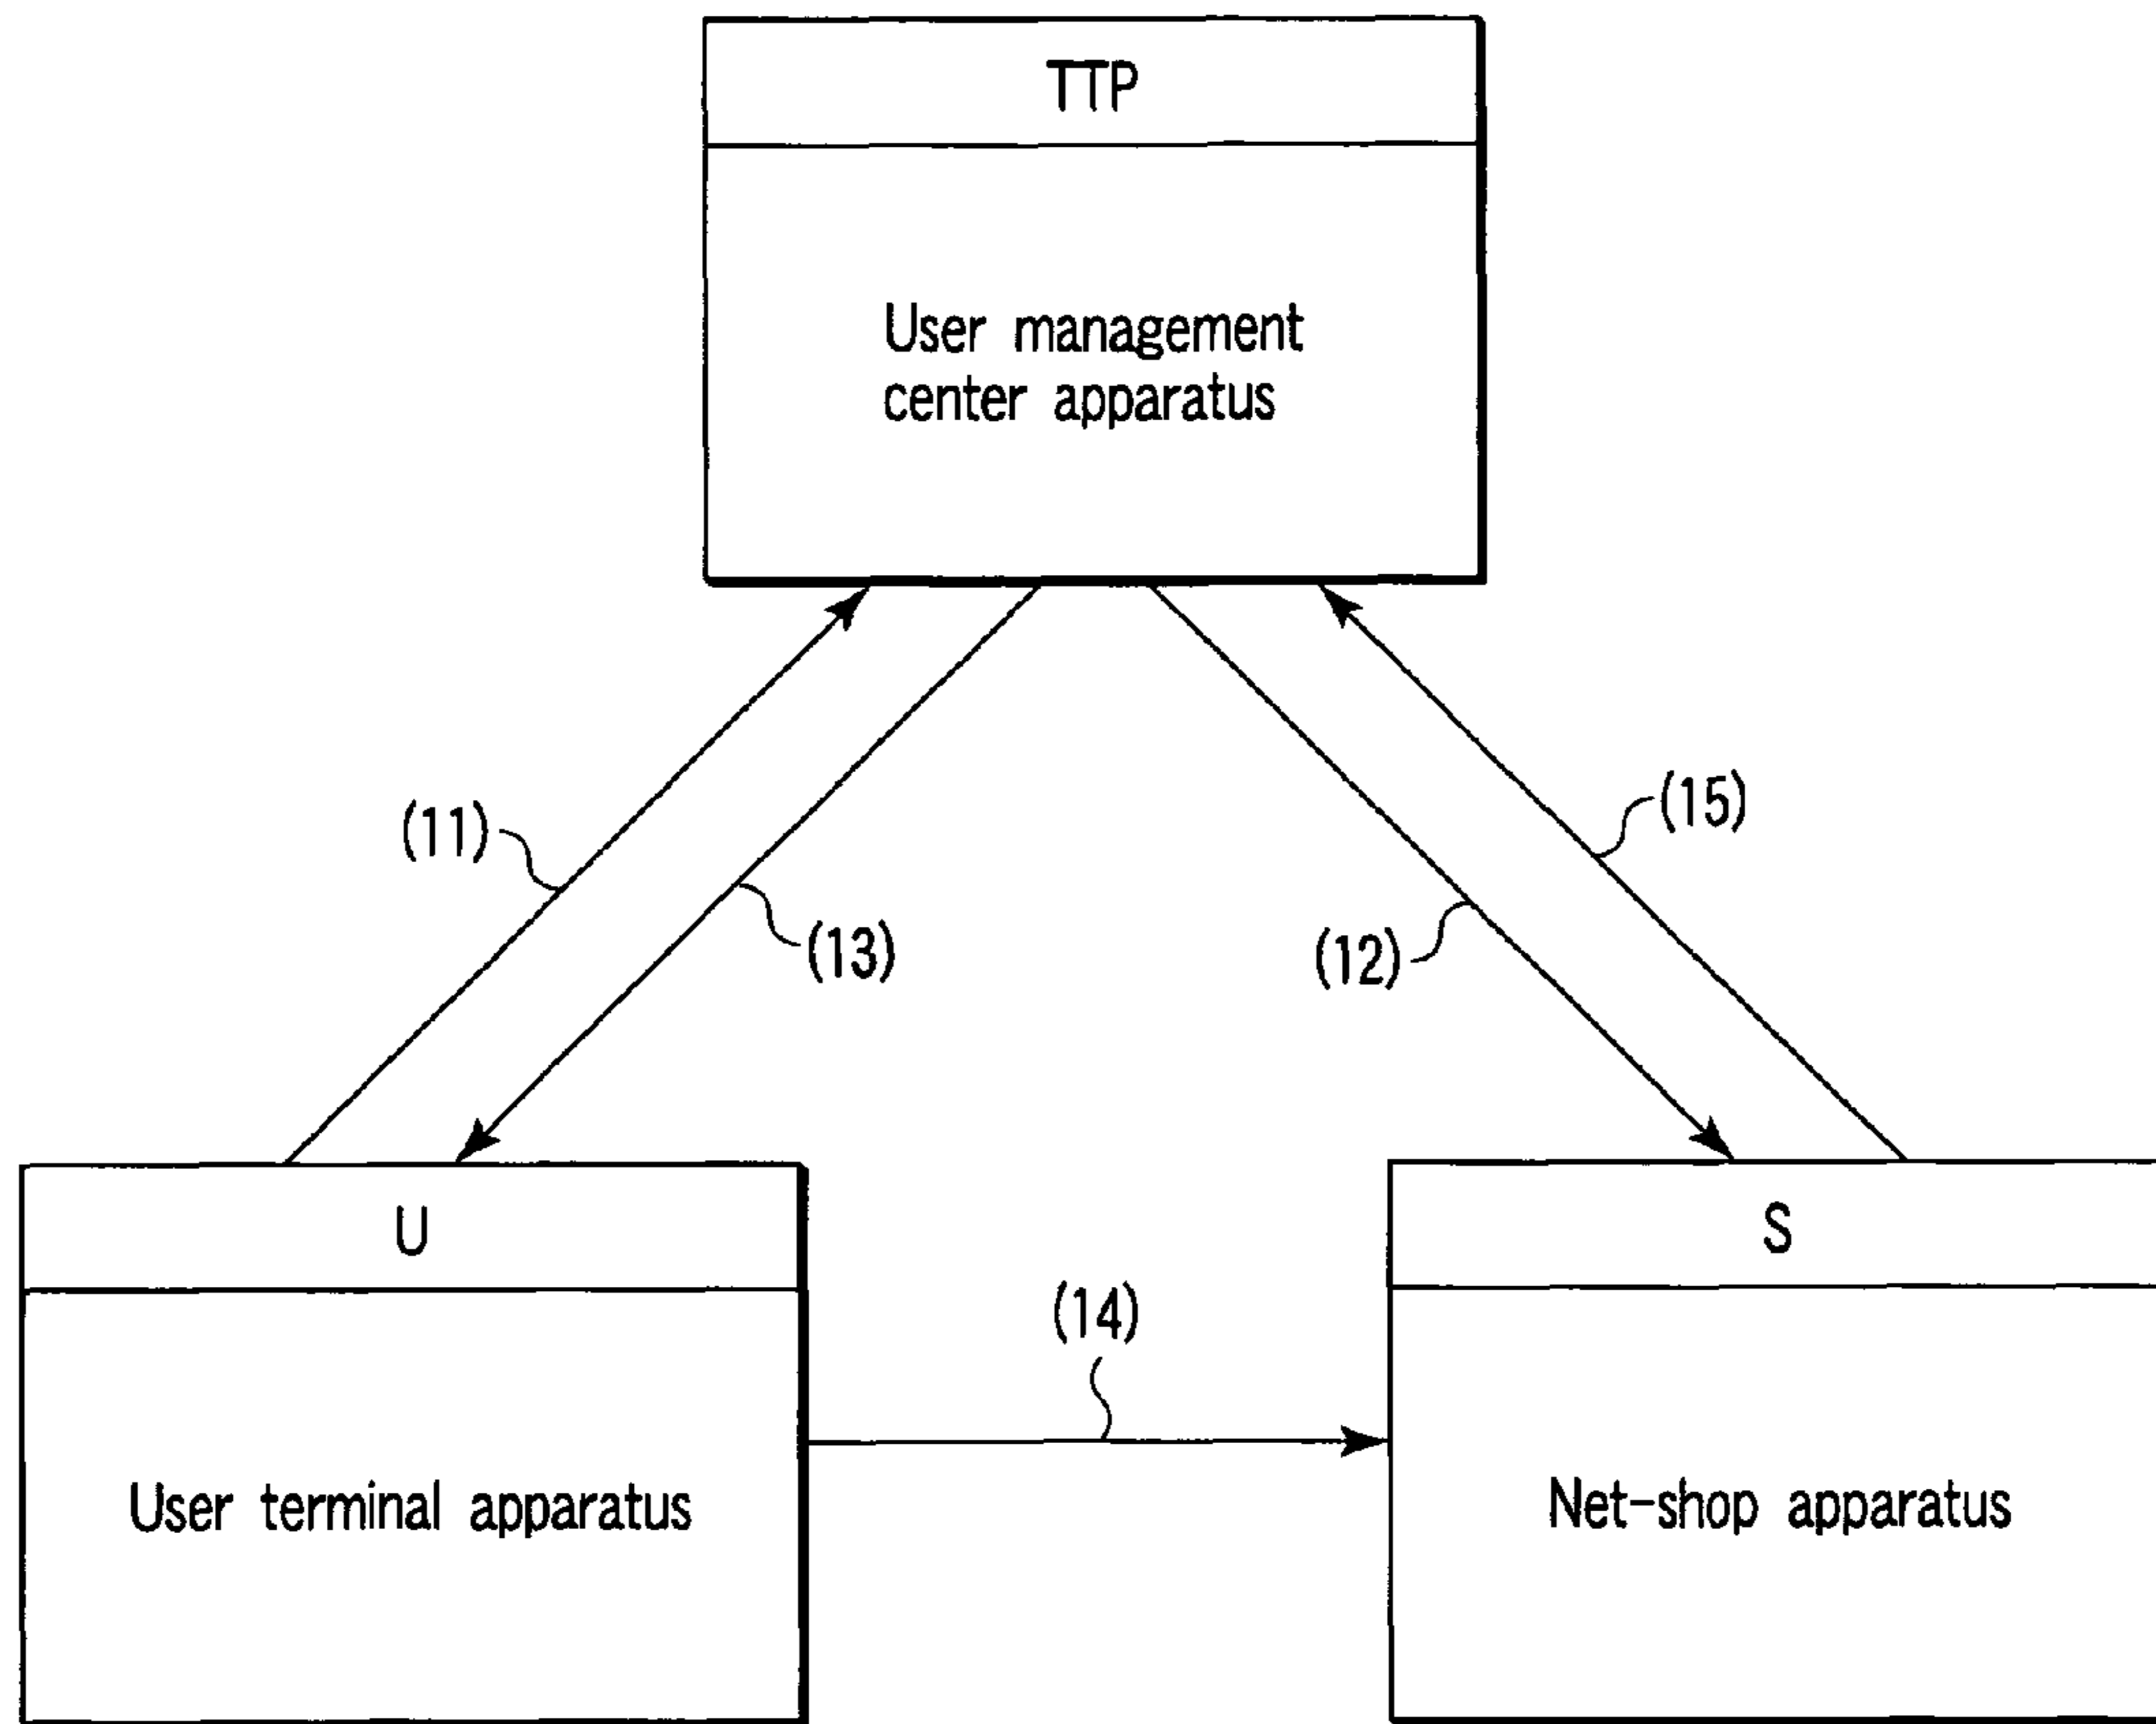 TTP
User management
center apparatus
(11)
(13)
(12)
(15)
U
User terminal apparatus
(14)
S
Net-shop apparatus